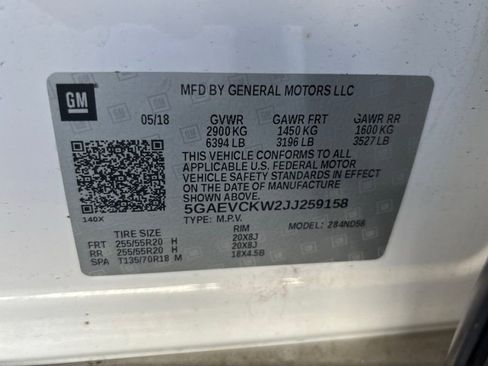 GM
MFD BY GENERAL MOTORS LLC
05/18 GVWR GAWR FRT GAWR RR
2900 KG 1450 KG 1600 KG
6394 LB 3196 LB 3527 LB
THIS VEHICLE CONFORMS TO ALL
APPLICABLE U.S. FEDERAL MOTOR
VEHICLE SAFETY STANDARDS IN EFFECT
ON THE DATE OF MANUFACTURE
SHOWN ABOVE.
5GAEVCKW2JJ259158
140X TYPE: M.P.V. MODEL: 284ND56
TIRE SIZE RIM
FRT 255/55R20 H 20X8J
RR 255/55R20 H 20X8J
SPA T135/70R18 M 18X4.5B